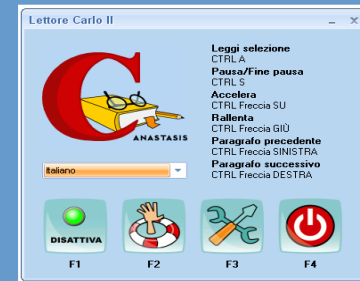 Lettore Carlo II
Leggi selezione
CTRL A
Pausa/Fine pausa
CTRL S
Accelera
CTRL Freccia SU
Rallenta
CTRL Freccia GIÙ
Paragrafo precedente
CTRL Freccia SINISTRA
Paragrafo successivo
CTRL Freccia DESTRA
ANASTASIS
Italiano
DISATTIVA
F1
F2
F3
F4